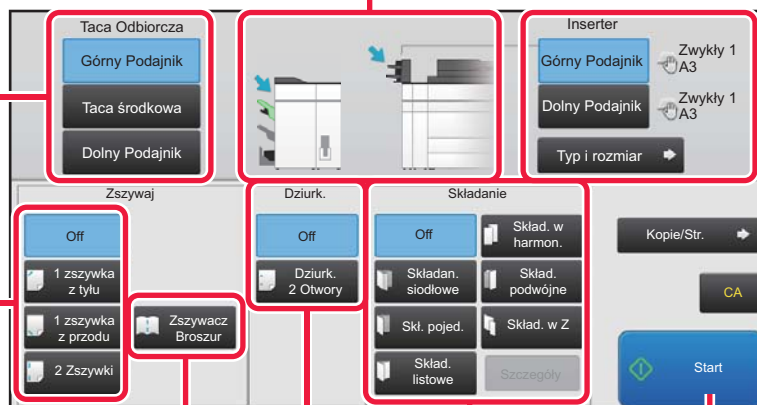 Taca Odbiorcza
Górny Podajnik
Taca środkowa
Dolny Podajnik
Inserter
Górny Podajnik
Zwykły 1
A3
Dolny Podajnik
Zwykły 1
A3
Typ i rozmiar
Zszywaj
Off
1 zszywka
z tyłu
1 zszywka
z przodu
2 Zszywki
Zszywacz
Broszur
Dziurk.
Off
Dziurk.
2 Otwory
Składanie
Off
Skład. w
harmon.
Składan.
siodłowe
Skład.
podwójne
Skł. pojed.
Skład. w Z
Skład.
listowe
Szczegóły
Kopie/Str.
CA
Start